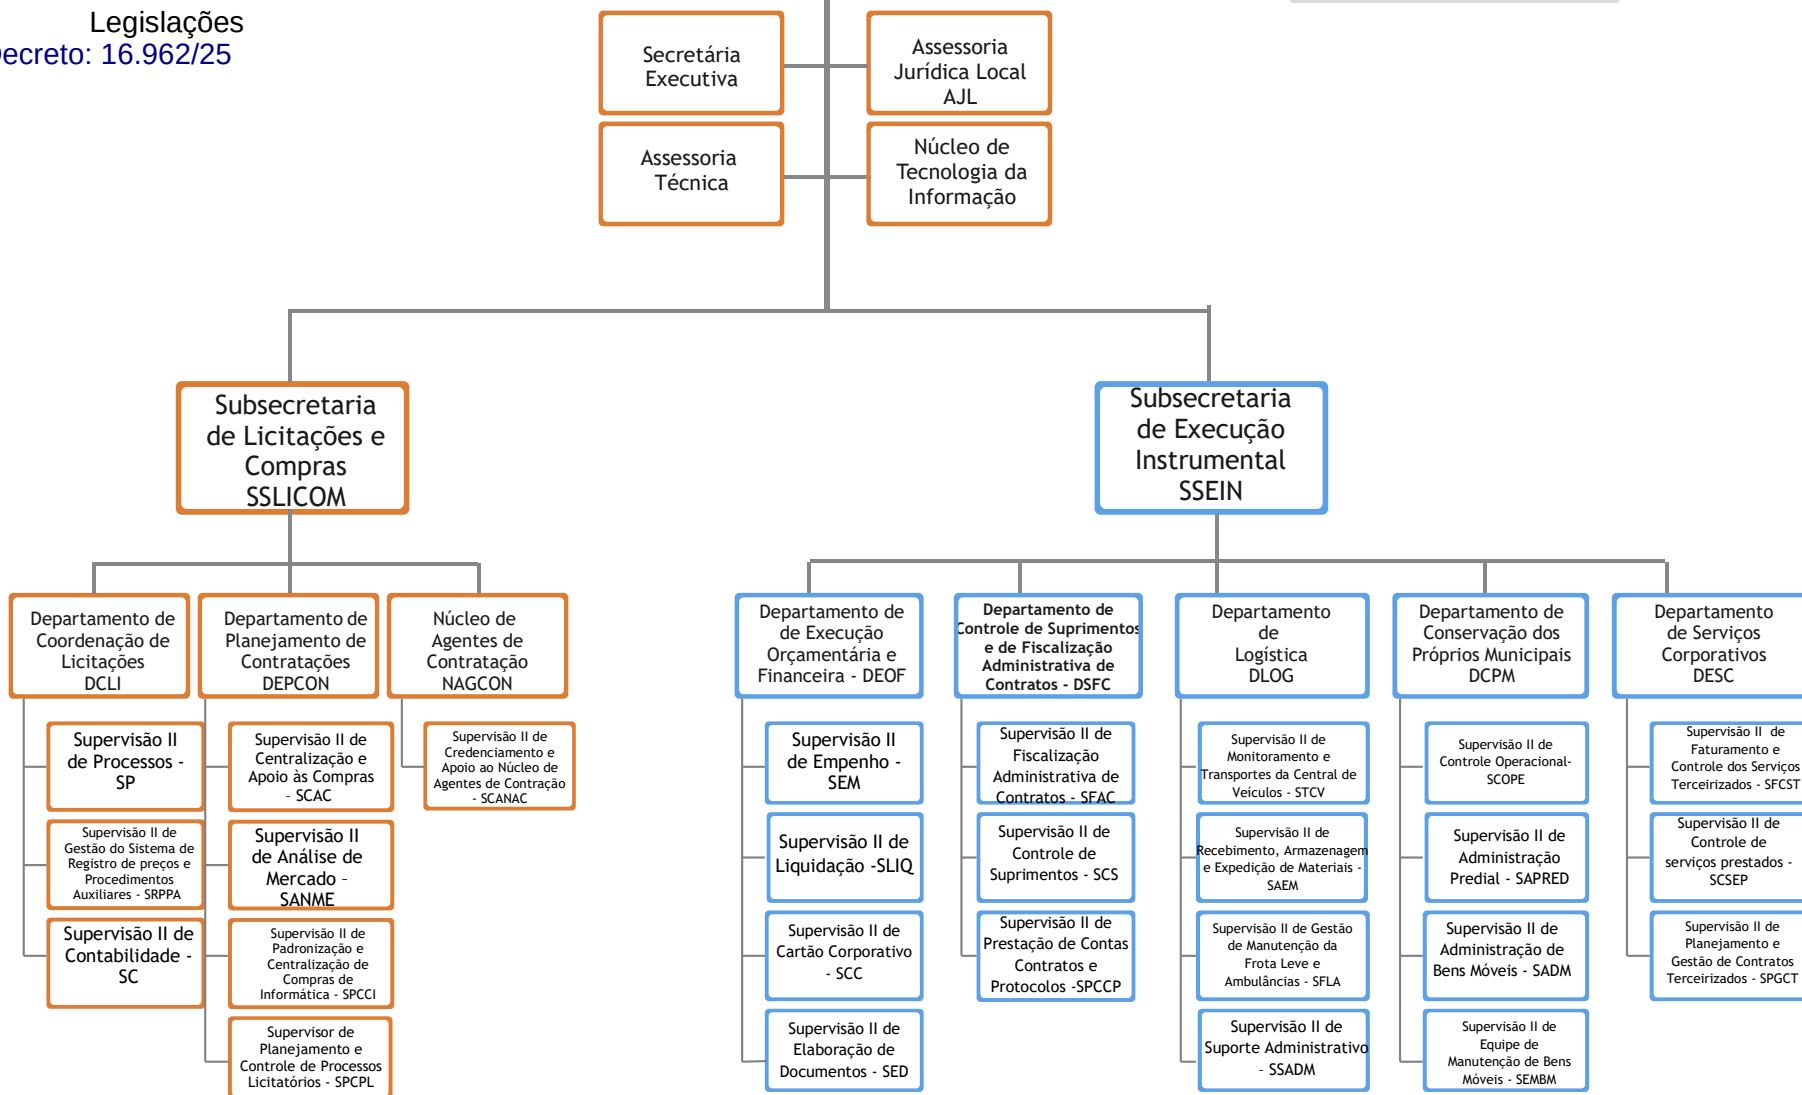 Legislações
Decreto: 16.962/25
Secretária
Executiva
Assessoria
Jurídica Local
AJL
Assessoria
Técnica
Núcleo de
Tecnologia da
Informação
Subsecretaria
de Licitações e
Compras
SSLICOM
Subsecretaria
de Execução
Instrumental
SSEIN
Departamento de
Coordenação de
Licitações
DCLI
Departamento de
Planejamento de
Contratações
DEPCON
Núcleo de
Agentes de
Contratação
NAGCON
Departamento de
de Execução
Orçamentária e
Financeira - DEOF
Departamento de
Controle de Suprimentos
e de Fiscalização
Administrativa de
Contratos - DSFC
Departamento
de
Logística
DLOG
Departamento de
Conservação dos
Próprios Municipais
DCPM
Departamento
de Serviços
Corporativos
DESC
Supervisão II
de Processos -
SP
Supervisão II de
Gestão do Sistema de
Registro de preços e
Procedimentos
Auxiliares - SRPPA
Supervisão II de
Contabilidade -
SC
Supervisão II de
Centralização e
Apoio às Compras
- SCAC
Supervisão II
de Análise de
Mercado –
SANME
Supervisão II de
Padronização e
Centralização de
Compras de
Informática - SPCCI
Supervisor de
Planejamento e
Controle de Processos
Licitatórios - SPCPL
Supervisão II de
Credenciamento e
Apoio ao Núcleo de
Agentes de Contração
- SCANAC
Supervisão II
de Empenho -
SEM
Supervisão II de
Liquidação -SLIQ
Supervisão II de
Cartão Corporativo
- SCC
Supervisão II de
Elaboração de
Documentos - SED
Supervisão II de
Fiscalização
Administrativa de
Contratos - SFAC
Supervisão II de
Controle de
Suprimentos - SCS
Supervisão II de
Prestação de Contas
Contratos e
Protocolos -SPCCP
Supervisão II de
Monitoramento e
Transportes da Central de
Veículos - STCV
Supervisão II de
Recebimento, Armazenagem
e Expedição de Materiais -
SAEM
Supervisão II de Gestão
de Manutenção da
Frota Leve e
Ambulâncias - SFLA
Supervisão II de
Suporte Administrativo
– SSADM
Supervisão II de
Controle Operacional-
SCOPE
Supervisão II de
Administração
Predial - SAPRED
Supervisão II de
Administração de
Bens Móveis - SADM
Supervisão II de
Equipe de
Manutenção de Bens
Móveis - SEMBM
Supervisão II de
Faturamento e
Controle dos Serviços
Terceirizados - SFCST
Supervisão II de
Controle de
serviços prestados -
SCSEP
Supervisão II de
Planejamento e
Gestão de Contratos
Terceirizados - SPGCT